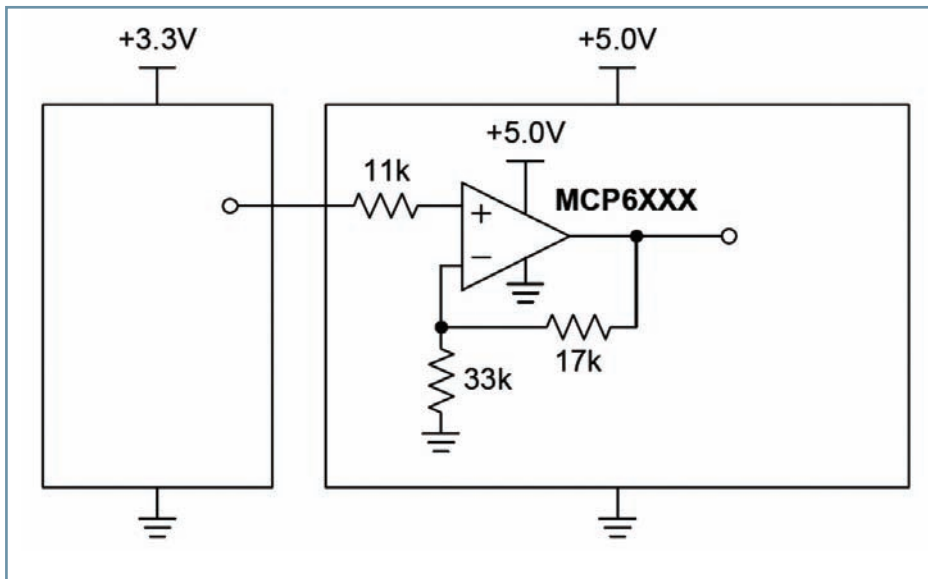 +3.3V
+5.0V
+5.0V
11k
MCP6XXX
+
−
17k
33k